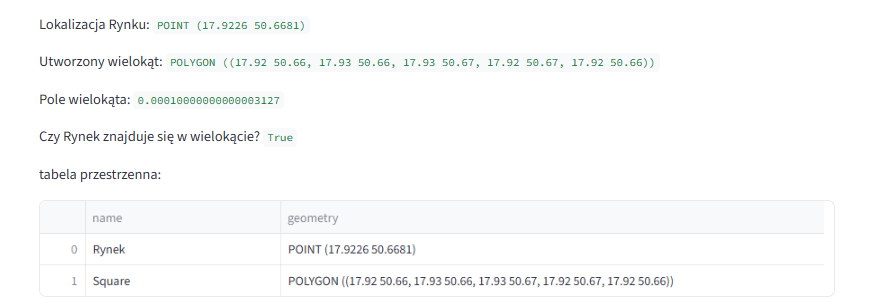 Lokalizacja Rynku: POINT (17.9226 50.6681)
Utworzony wielokąt: POLYGON ((17.92 50.66, 17.93 50.66, 17.93 50.67, 17.92 50.67, 17.92 50.66))
Pole wielokąta: 0.00010000000000003127
Czy Rynek znajduje się w wielokącie? True
tabela przestrzenna:
name geometry
0 Rynek POINT (17.9226 50.6681)
1 Square POLYGON ((17.92 50.66, 17.93 50.66, 17.93 50.67, 17.92 50.67, 17.92 50.66))